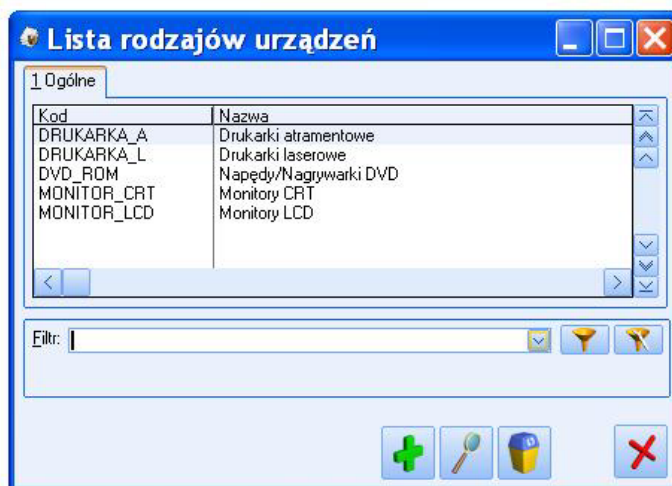 Lista rodzajów urządzeń
1 Ogólne
Kod Nazwa
DRUKARKA_A Drukarki atramentowe
DRUKARKA_L Drukarki laserowe
DVD_ROM Napędy/Nagrywarki DVD
MONITOR_CRT Monitory CRT
MONITOR_LCD Monitory LCD
Filtr: